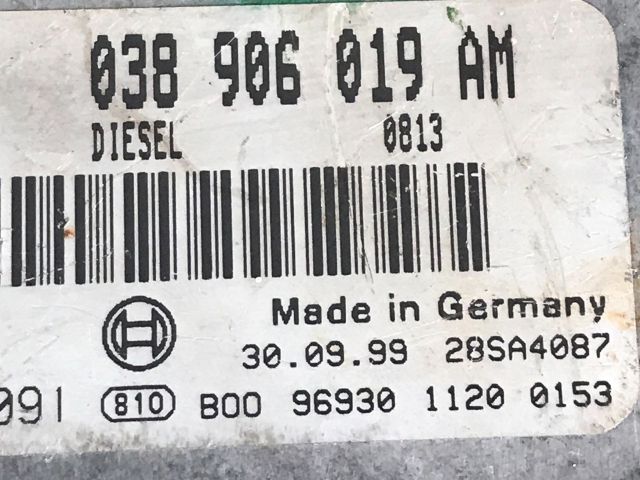 038 906 019 AM
DIESEL 0813
Made in Germany
30.09.99 28SA4087
091 810 B00 96930 1120 0153